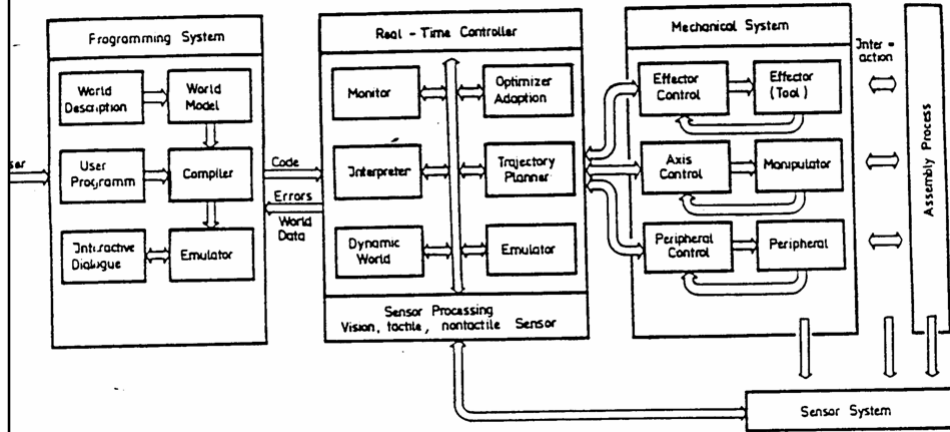 Programming System
World
Description
World
Model
ser
User
Programm
Compiler
Interactive
Dialogue
Emulator
Code
Errors
World
Data
Real - Time Controller
Monitor
Optimizer
Adaption
Interpreter
Trajectory
Planner
Dynamic
World
Emulator
Sensor Processing
Vision, tactile, nontactile Sensor
Mechanical System
Effector
Control
Effector
(Tool)
Axis
Control
Manipulator
Peripheral
Control
Peripheral
Inter =
action
Assembly Process
Sensor System